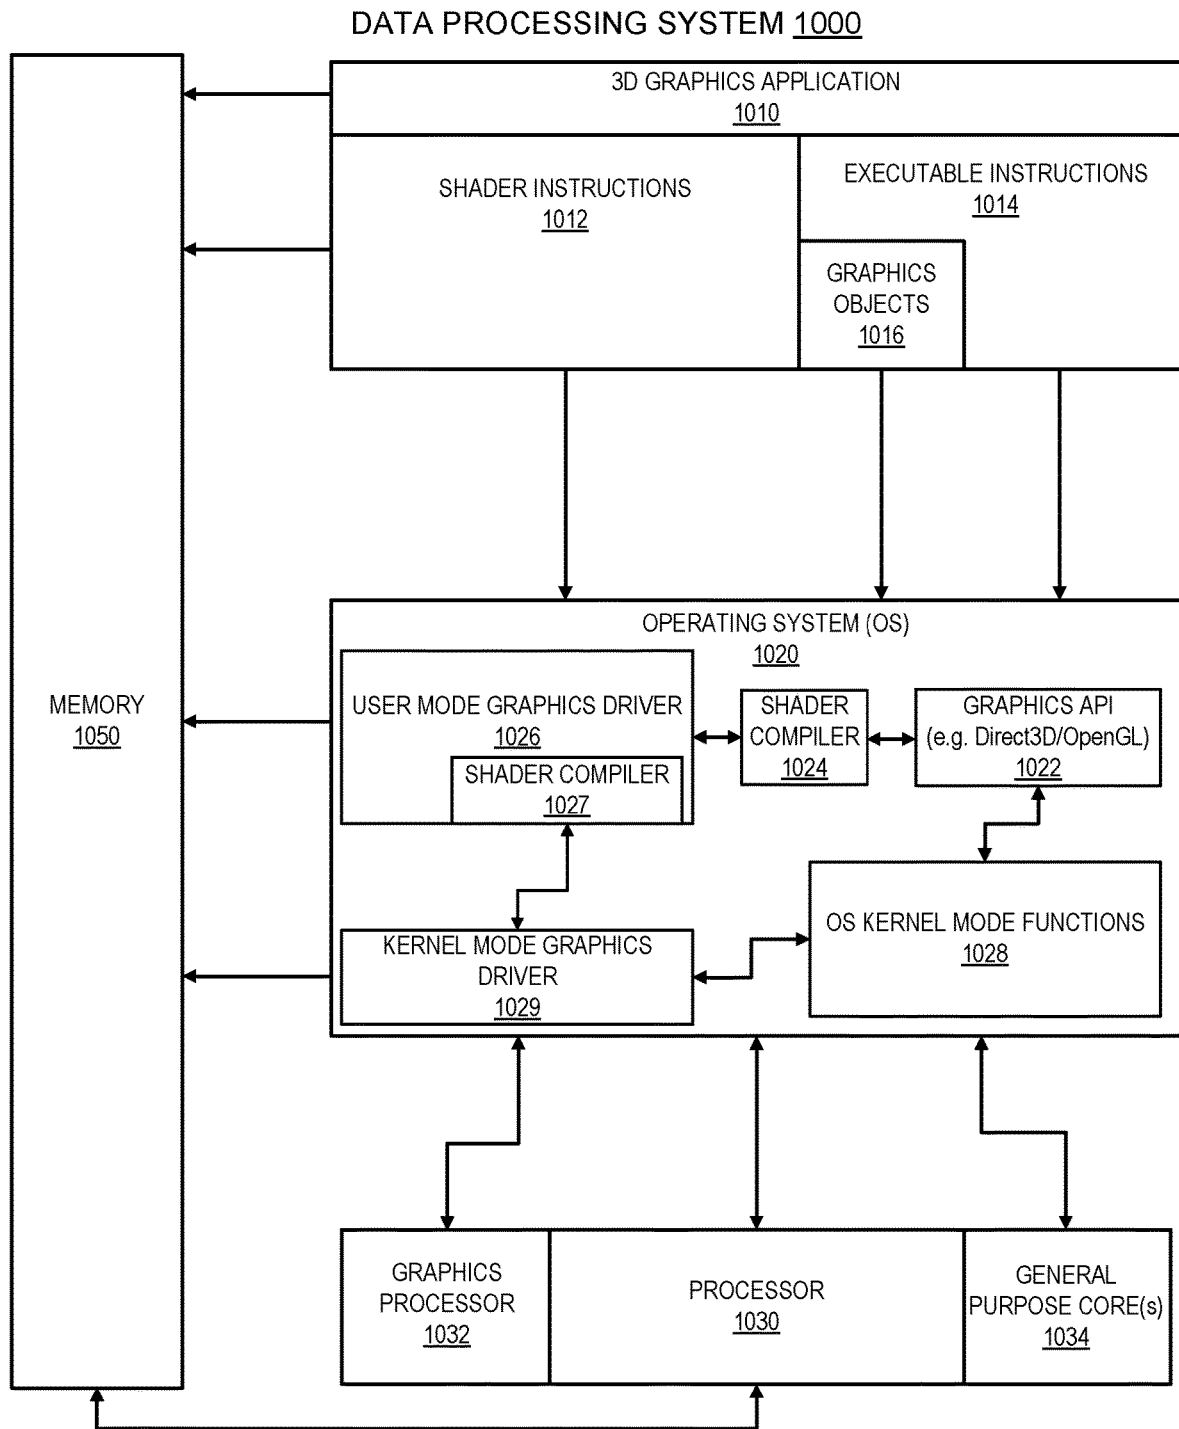 DATA PROCESSING SYSTEM 1000
3D GRAPHICS APPLICATION
1010
SHADER INSTRUCTIONS
1012
EXECUTABLE INSTRUCTIONS
1014
GRAPHICS
OBJECTS
1016
MEMORY
1050
OPERATING SYSTEM (OS)
1020
USER MODE GRAPHICS DRIVER
1026
SHADER COMPILER
1027
SHADER
COMPILER
1024
GRAPHICS API
(e.g. Direct3D/OpenGL)
1022
KERNEL MODE GRAPHICS
DRIVER
1029
OS KERNEL MODE FUNCTIONS
1028
GRAPHICS
PROCESSOR
1032
PROCESSOR
1030
GENERAL
PURPOSE CORE(s)
1034